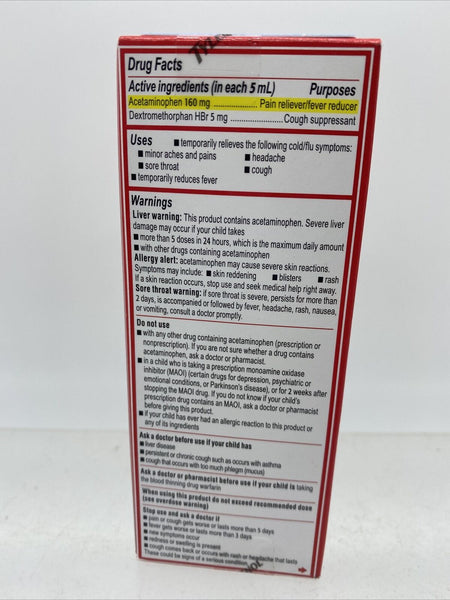 Drug Facts
Active ingredients (in each 5 mL) Purposes
Acetaminophen 160 mg ................ Pain reliever/fever reducer
Dextromethorphan HBr 5 mg ....................Cough suppressant
Uses ■ temporarily relieves the following cold/flu symptoms:
■ minor aches and pains ■ headache
■ sore throat ■ cough
■ temporarily reduces fever
Warnings
Liver warning: This product contains acetaminophen. Severe liver
damage may occur if your child takes
■ more than 5 doses in 24 hours, which is the maximum daily amount
■ with other drugs containing acetaminophen
Allergy alert: acetaminophen may cause severe skin reactions.
Symptoms may include: ■ skin reddening ■ blisters ■ rash
If a skin reaction occurs, stop use and seek medical help right away.
Sore throat warning: if sore throat is severe, persists for more than
2 days, is accompanied or followed by fever, headache, rash, nausea,
or vomiting, consult a doctor promptly.
Do not use
■ with any other drug containing acetaminophen (prescription or
nonprescription). If you are not sure whether a drug contains
acetaminophen, ask a doctor or pharmacist.
■ in a child who is taking a prescription monoamine oxidase
inhibitor (MAOI) (certain drugs for depression, psychiatric or
emotional conditions, or Parkinson's disease), or for 2 weeks after
stopping the MAOI drug. If you do not know if your child's
prescription drug contains an MAOI, ask a doctor or pharmacist
before giving this product.
■ if your child has ever had an allergic reaction to this product or
any of its ingredients
Ask a doctor before use if your child has
■ liver disease
■ persistent or chronic cough such as occurs with asthma
■ cough that occurs with too much phlegm (mucus)
Ask a doctor or pharmacist before use if your child is taking
the blood thinning drug warfarin
When using this product do not exceed recommended dose
(see overdose warning)
Stop use and ask a doctor if
■ pain or cough gets worse or lasts more than 5 days
■ fever gets worse or lasts more than 3 days
■ new symptoms occur
■ redness or swelling is present
■ cough comes back or occurs with rash or headache that lasts
These could be signs of a serious condition.